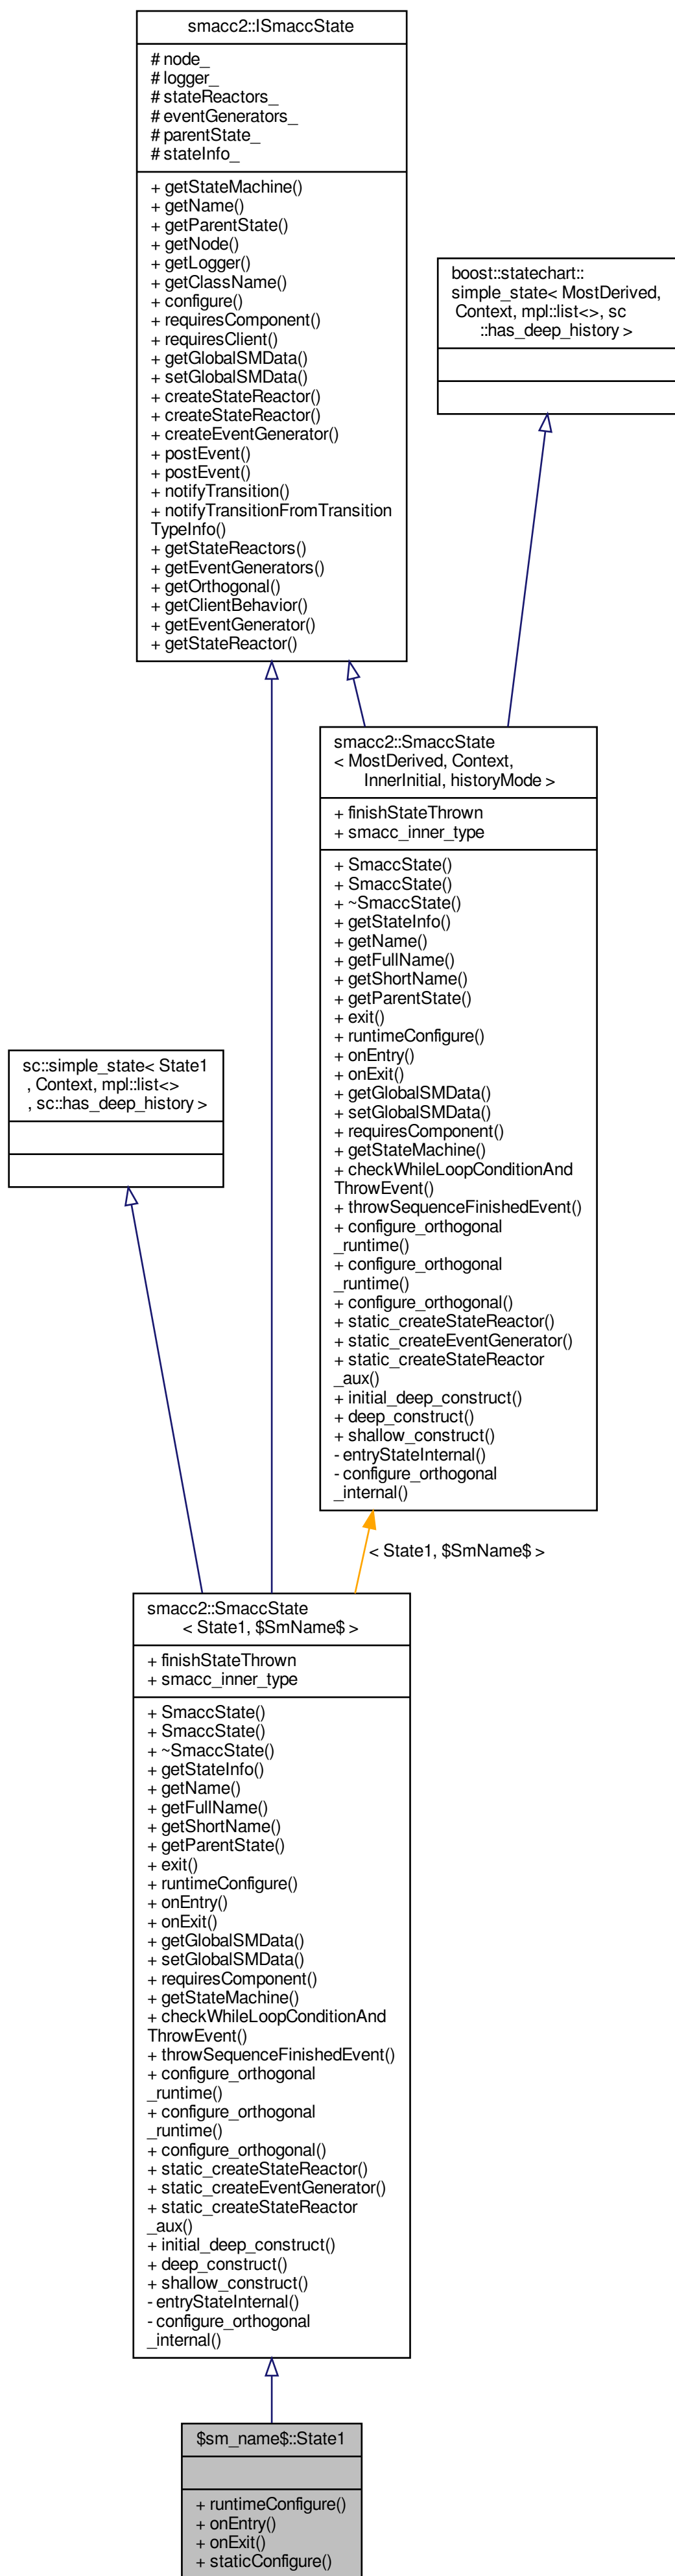 smacc2::ISmaccState
# node_
# logger_
# stateReactors_
# eventGenerators_
# parentState_
# stateInfo_
+ getStateMachine()
+ getName()
+ getParentState()
+ getNode()
+ getLogger()
+ getClassName()
+ configure()
+ requiresComponent()
+ requiresClient()
+ getGlobalSMData()
+ setGlobalSMData()
+ createStateReactor()
+ createStateReactor()
+ createEventGenerator()
+ postEvent()
+ postEvent()
+ notifyTransition()
+ notifyTransitionFromTransition
TypeInfo()
+ getStateReactors()
+ getEventGenerators()
+ getOrthogonal()
+ getClientBehavior()
+ getEventGenerator()
+ getStateReactor()
boost::statechart::
simple_state< MostDerived,
Context, mpl::list<>, sc
::has_deep_history >
smacc2::SmaccState
< MostDerived, Context,
InnerInitial, historyMode >
+ finishStateThrown
+ smacc_inner_type
+ SmaccState()
+ SmaccState()
+ ~SmaccState()
+ getStateInfo()
+ getName()
+ getFullName()
+ getShortName()
+ getParentState()
+ exit()
+ runtimeConfigure()
+ onEntry()
+ onExit()
+ getGlobalSMData()
+ setGlobalSMData()
+ requiresComponent()
+ getStateMachine()
+ checkWhileLoopConditionAnd
ThrowEvent()
+ throwSequenceFinishedEvent()
+ configure_orthogonal
_runtime()
+ configure_orthogonal
_runtime()
+ configure_orthogonal()
+ static_createStateReactor()
+ static_createEventGenerator()
+ static_createStateReactor
_aux()
+ initial_deep_construct()
+ deep_construct()
+ shallow_construct()
- entryStateInternal()
- configure_orthogonal
_internal()
sc::simple_state< State1
, Context, mpl::list<>
, sc::has_deep_history >
< State1, $SmName$ >
smacc2::SmaccState
< State1, $SmName$ >
+ finishStateThrown
+ smacc_inner_type
+ SmaccState()
+ SmaccState()
+ ~SmaccState()
+ getStateInfo()
+ getName()
+ getFullName()
+ getShortName()
+ getParentState()
+ exit()
+ runtimeConfigure()
+ onEntry()
+ onExit()
+ getGlobalSMData()
+ setGlobalSMData()
+ requiresComponent()
+ getStateMachine()
+ checkWhileLoopConditionAnd
ThrowEvent()
+ throwSequenceFinishedEvent()
+ configure_orthogonal
_runtime()
+ configure_orthogonal
_runtime()
+ configure_orthogonal()
+ static_createStateReactor()
+ static_createEventGenerator()
+ static_createStateReactor
_aux()
+ initial_deep_construct()
+ deep_construct()
+ shallow_construct()
- entryStateInternal()
- configure_orthogonal
_internal()
$sm_name$::State1
+ runtimeConfigure()
+ onEntry()
+ onExit()
+ staticConfigure()